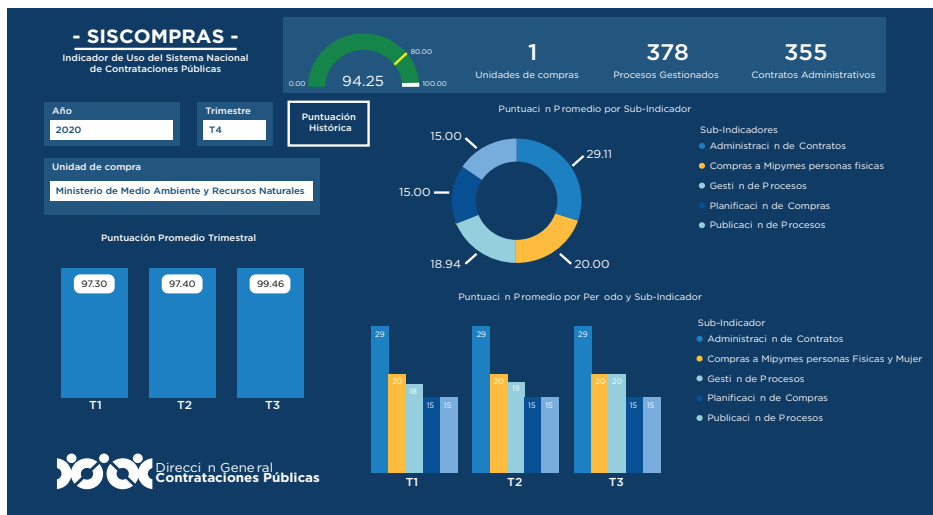 - SISCOMPRAS -
Indicador de Uso del Sistema Nacional
de Contrataciones Públicas
0.00
94.25
80.00
100.00
1
Unidades de compras
378
Procesos Gestionados
355
Contratos Administrativos
Año
2020
Trimestre
T4
Puntuación
Histórica
Unidad de compra
Ministerio de Medio Ambiente y Recursos Naturales
Puntuaci n Promedio por Sub-Indicador
15.00
29.11
15.00
18.94
20.00
Sub-Indicadores
Administraci n de Contratos
Compras a Mipymes personas fisicas
Gesti n de Procesos
Planificaci n de Compras
Publicaci n de Procesos
Puntuación Promedio Trimestral
97.30
97.40
99.46
T1
T2
T3
Puntuaci n Promedio por Per odo y Sub-Indicador
29
20
18
15
15
29
20
19
15
15
29
20
20
15
15
T1
T2
T3
Sub-Indicador
Administraci n de Contratos
Compras a Mipymes personas Fisicas y Mujer
Gesti n de Procesos
Planificaci n de Compras
Publicaci n de Procesos
Direcci n General
Contrataciones Públicas